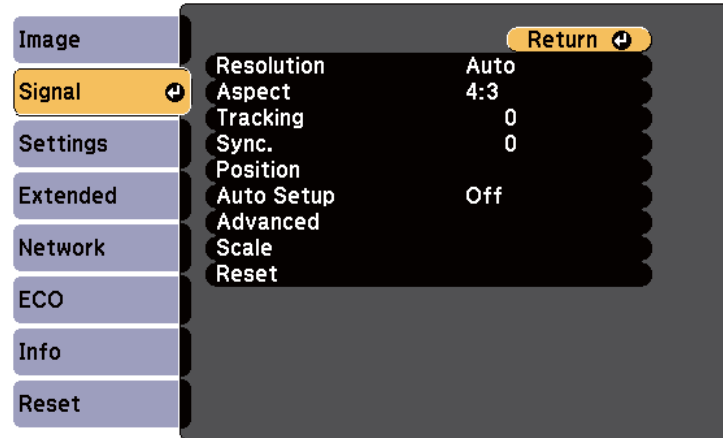 Image
Signal
Settings
Extended
Network
ECO
Info
Reset
Return
Resolution Auto
Aspect 4:3
Tracking 0
Sync. 0
Position
Auto Setup Off
Advanced
Scale
Reset